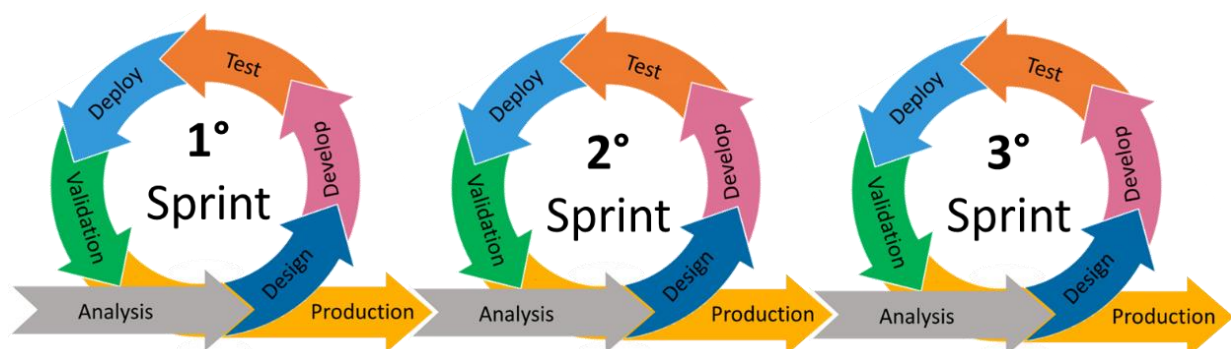 Test
Deploy
1°
Sprint
Develop
Validation
Design
Analysis
Production
Test
Deploy
2°
Sprint
Develop
Validation
Design
Analysis
Production
Test
Deploy
3°
Sprint
Develop
Validation
Design
Analysis
Production